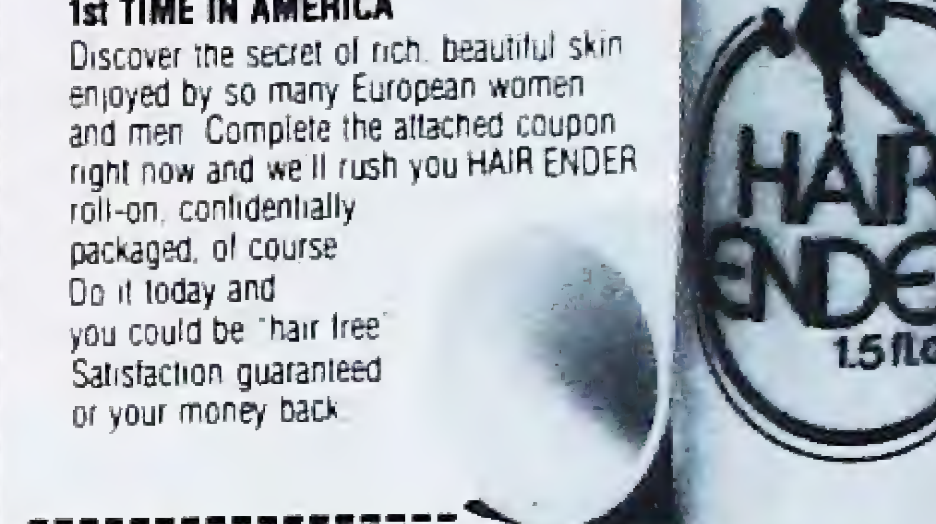 1st TIME IN AMERICA
Discover the secret of rich, beautiful skin
enjoyed by so many European women
and men Complete the attached coupon
right now and we'll rush you HAIR ENDER
roll-on, confidentially
packaged, of course
Do it today and
you could be "hair free"
Satisfaction guaranteed
or your money back.
HAIR
ENDE
1.5 fl.o